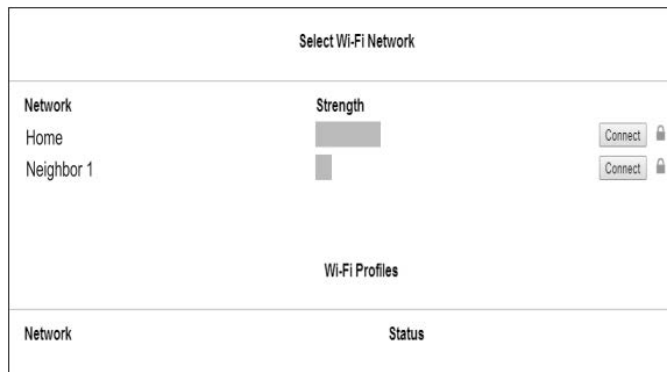 Select Wi-Fi Network
Network Strength
Home Connect
Neighbor 1 Connect
Wi-Fi Profiles
Network Status